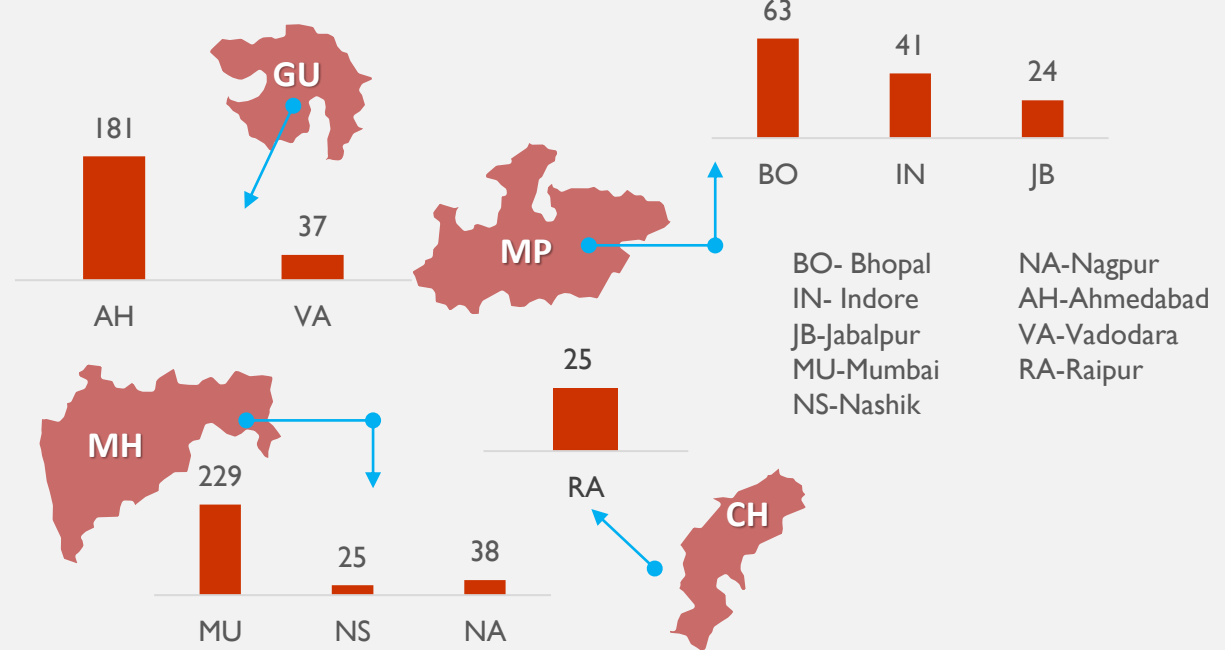 63
41
24
BO
IN
JB
GU
181
37
AH
VA
MP
BO- Bhopal
IN- Indore
JB-Jabalpur
MU-Mumbai
NS-Nashik
NA-Nagpur
AH-Ahmedabad
VA-Vadodara
RA-Raipur
MH
229
25
38
MU
NS
NA
25
RA
CH